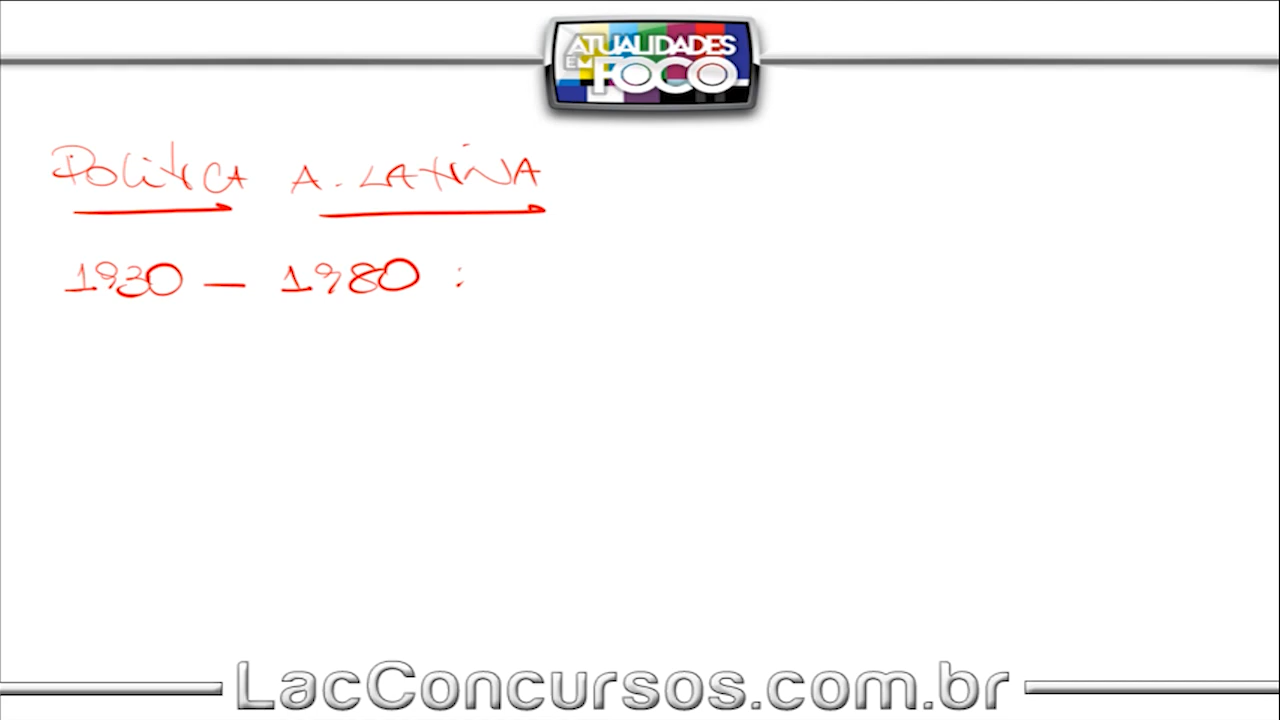 ATUALIDADES
EM FOCO
POLÍTICA A. LATINA
1930 - 1980 :
LacConcursos.com.br